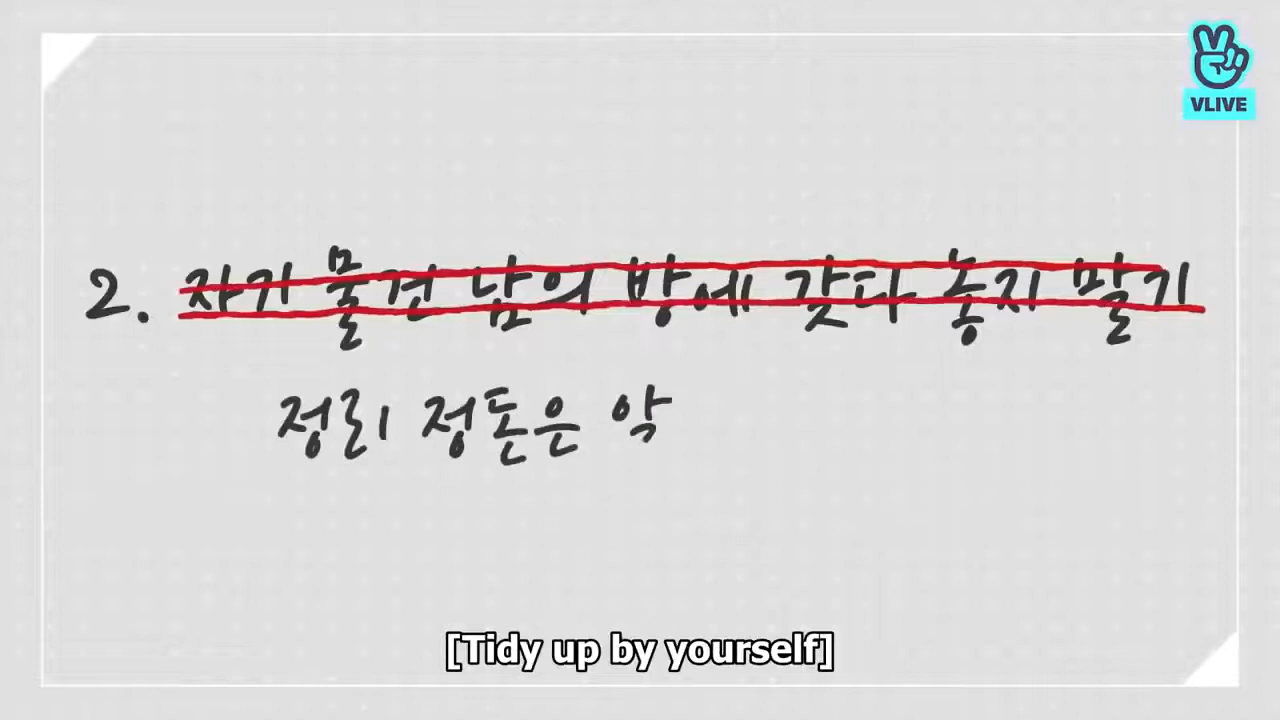 VLIVE
2. 자기 물건 남의 방에 갖다 놓지 말기
정리 정돈은 알
[Tidy up by yourself]